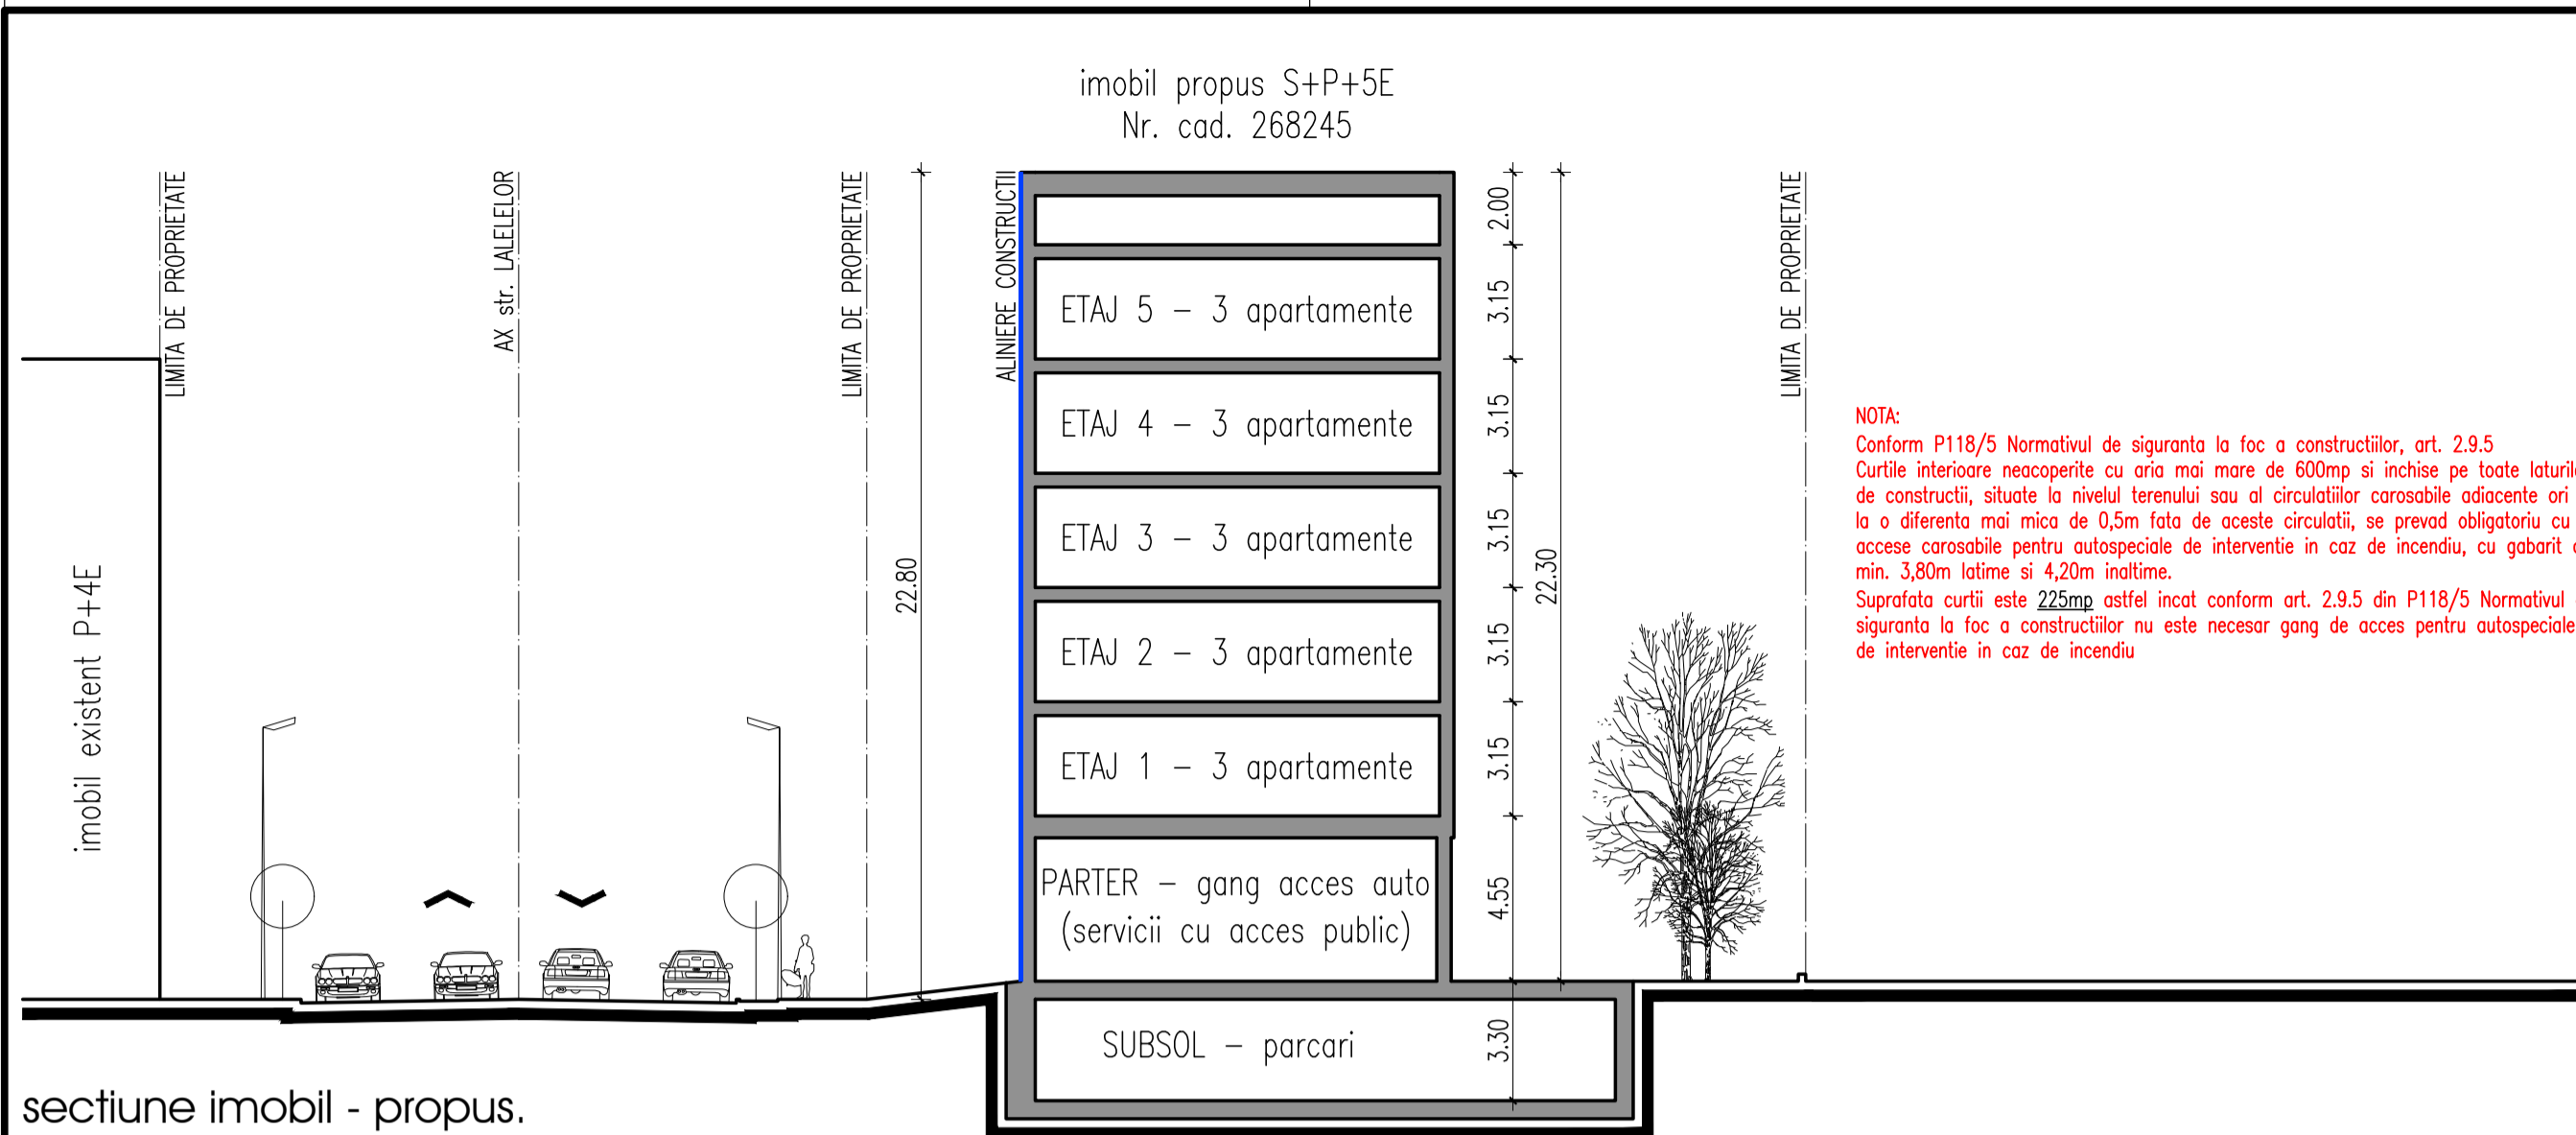 imobil propus S+P+5E
Nr. cad. 268245
LIMITA DE PROPRIETATE
AX str. LALELELOR
LIMITA DE PROPRIETATE
ALINIERE CONSTRUCTII
LIMITA DE PROPRIETATE
imobil existent P+4E
22.80
ETAJ 5 - 3 apartamente
ETAJ 4 - 3 apartamente
ETAJ 3 - 3 apartamente
ETAJ 2 - 3 apartamente
ETAJ 1 - 3 apartamente
PARTER - gang acces auto
(servicii cu acces public)
SUBSOL - parcari
2.00
3.15
3.15
3.15
3.15
3.15
4.55
3.30
22.30
NOTA:
Conform P118/5 Normativul de siguranta la foc a constructiilor, art. 2.9.5
Curtile interioare neacoperite cu aria mai mare de 600mp si inchise pe toate
de constructii, situate la nivelul terenului sau al circulatiilor carosabile adiacente ori
la o diferenta mai mica de 0,5m fata de aceste circulatii, se prevad obligatoriu cu
accese carosabile pentru autospeciale de interventie in caz de incendiu, cu gabarit
min. 3,80m latime si 4,20m inaltime.
Suprafata curtii este 225mp astfel incat conform art. 2.9.5 din P118/5 Normativul
siguranta la foc a constructiilor nu este necesar gang de acces pentru autospeciale
de interventie in caz de incendiu
sectiune imobil - propus.